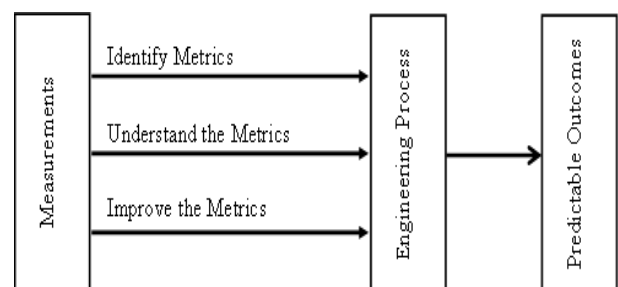 Measurements
Identify Metrics
Understand the Metrics
Improve the Metrics
Engineering Process
Predictable Outcomes